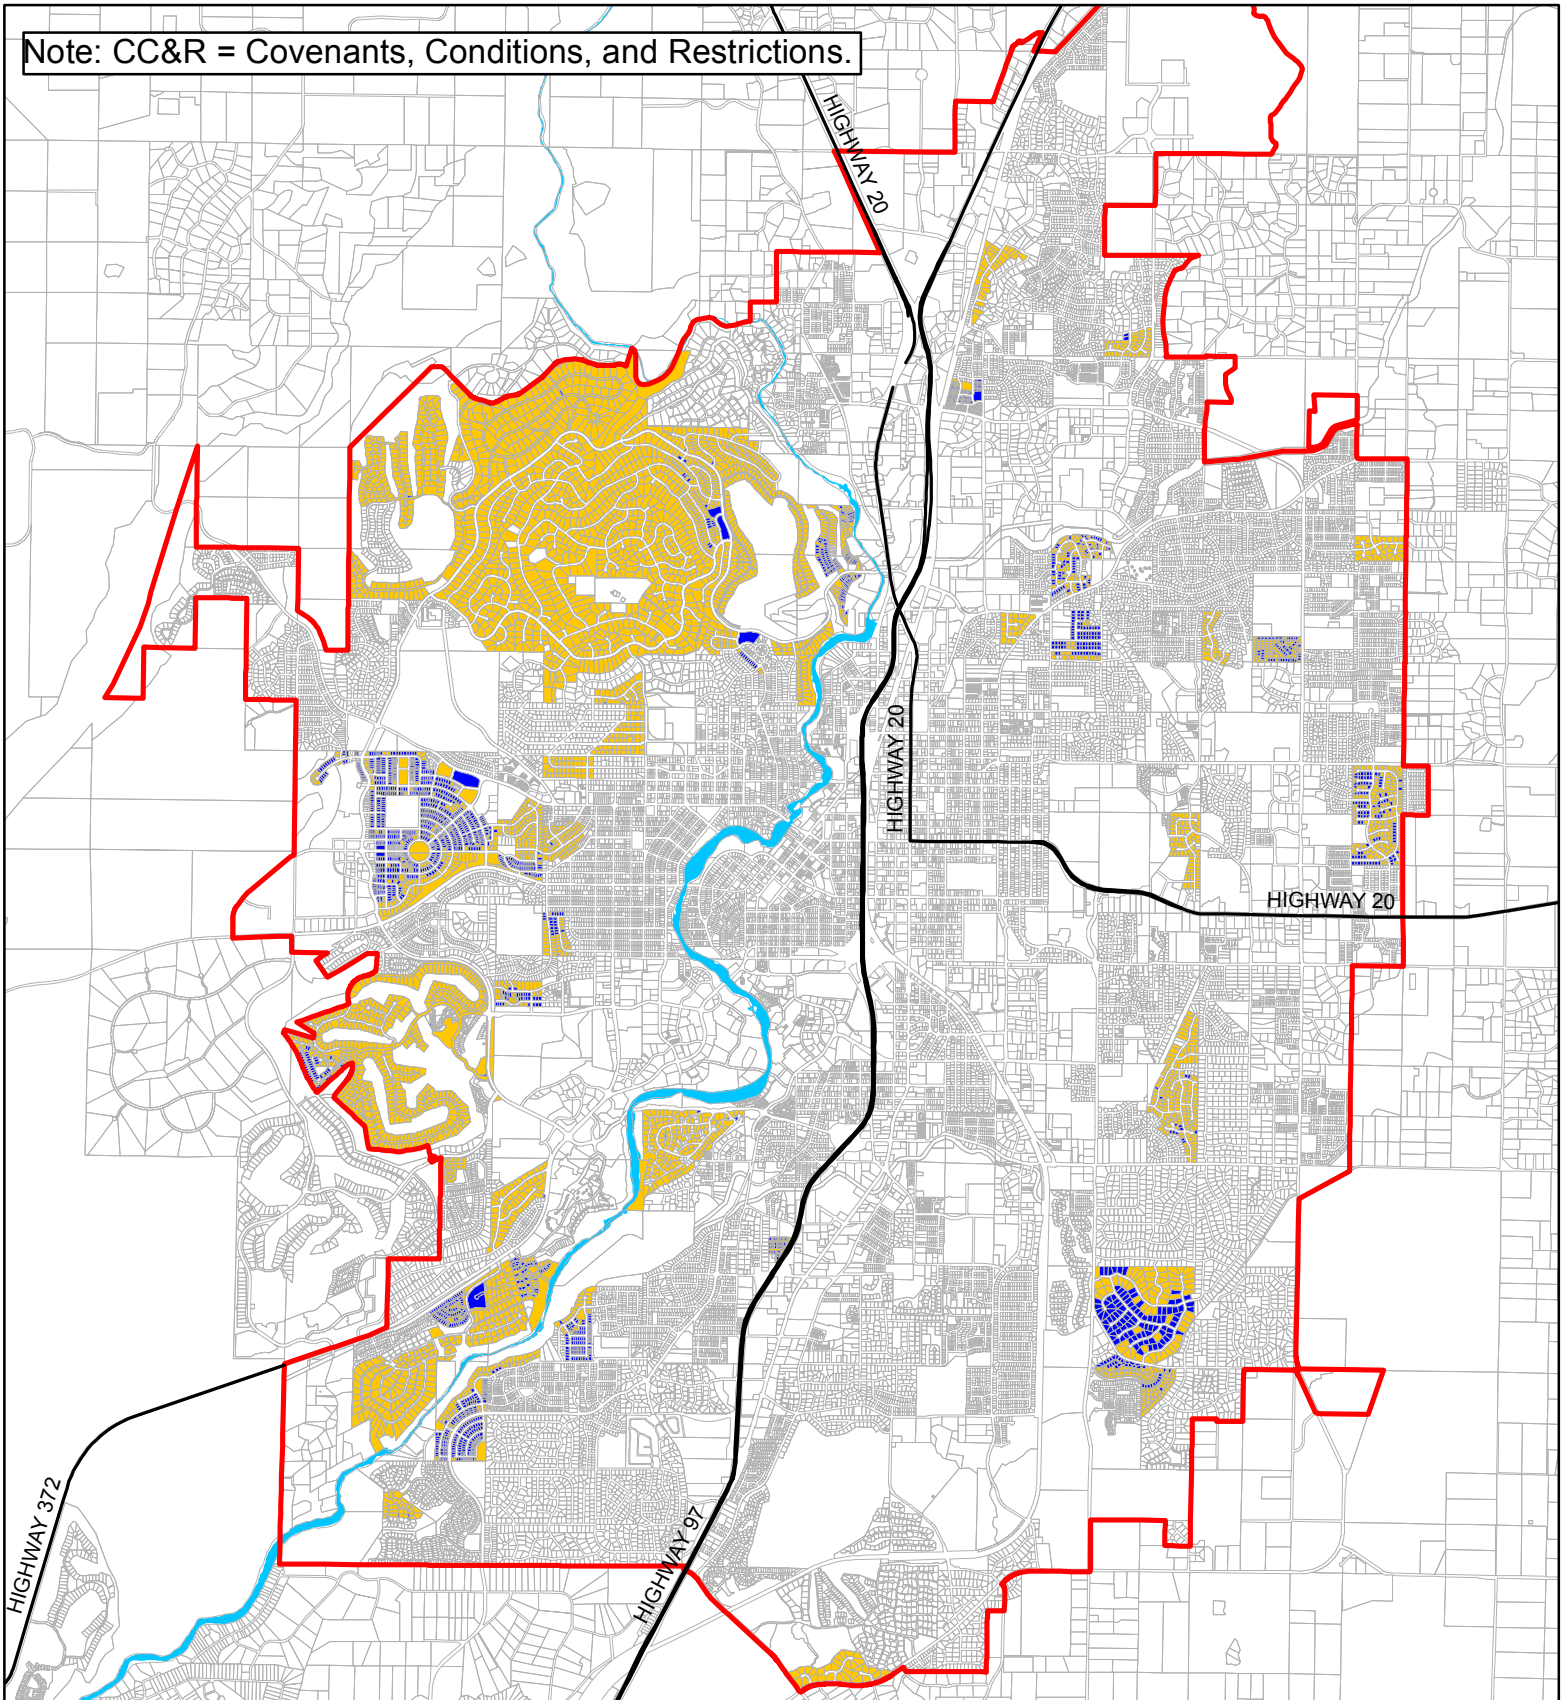 Note: CC&R = Covenants, Conditions, and Restrictions.
HIGHWAY 20
HIGHWAY 20
HIGHWAY 20
HIGHWAY 372
HIGHWAY 97